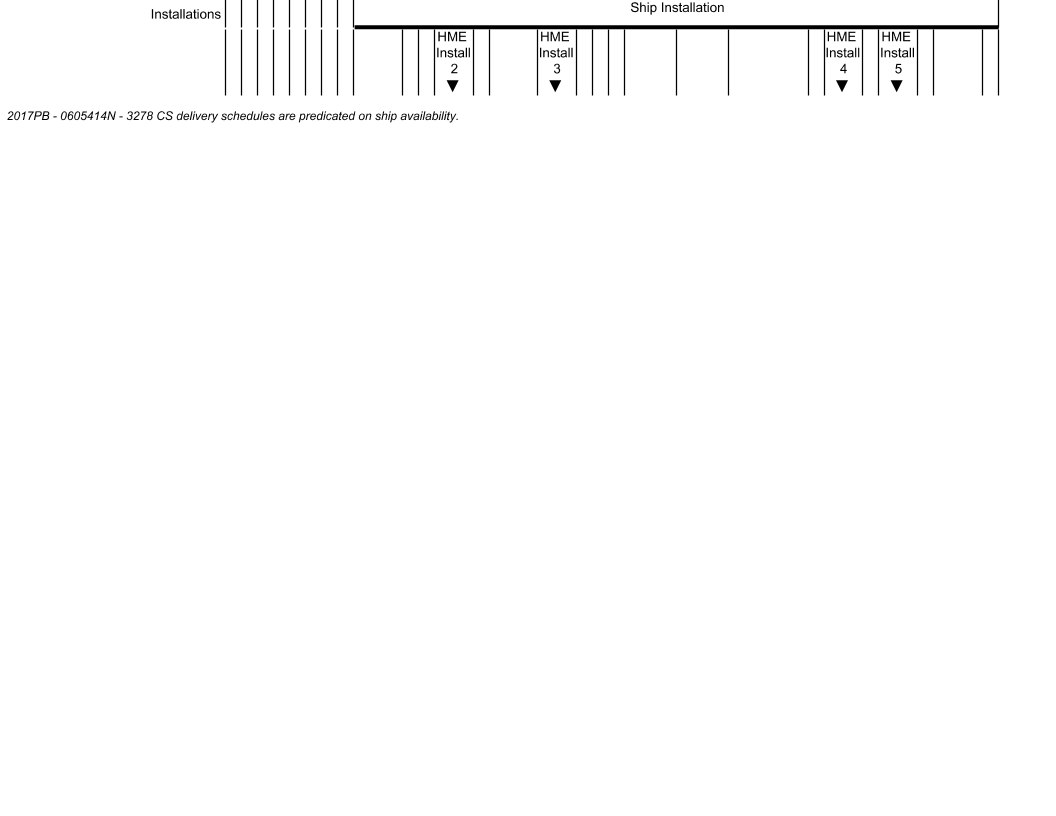 Ship Installation
Installations
HME HME HME HME
Install Install Install Install
2 3 4 5
2017PB - 0605414N - 3278 CS delivery schedules are predicated on ship availability.